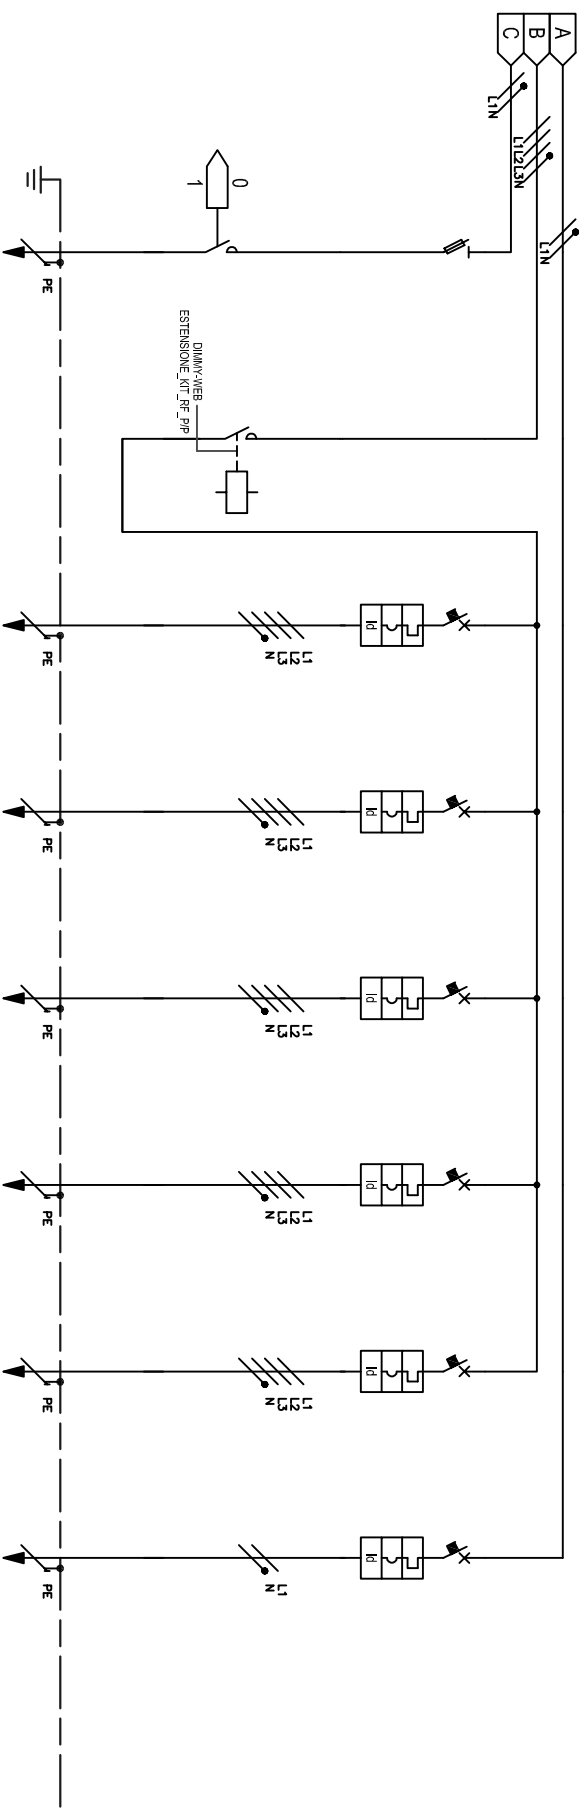 A
B
C
L1N
L1L2L3N
L1N
0
1
PE
DIMMY-WEB
ESTENSIONE_KIT_RF_P/P
Id
L1
L2
L3
N
PE
Id
L1
L2
L3
N
PE
Id
L1
L2
L3
N
PE
Id
L1
L2
L3
N
PE
Id
L1
L2
L3
N
PE
Id
L1
N
PE